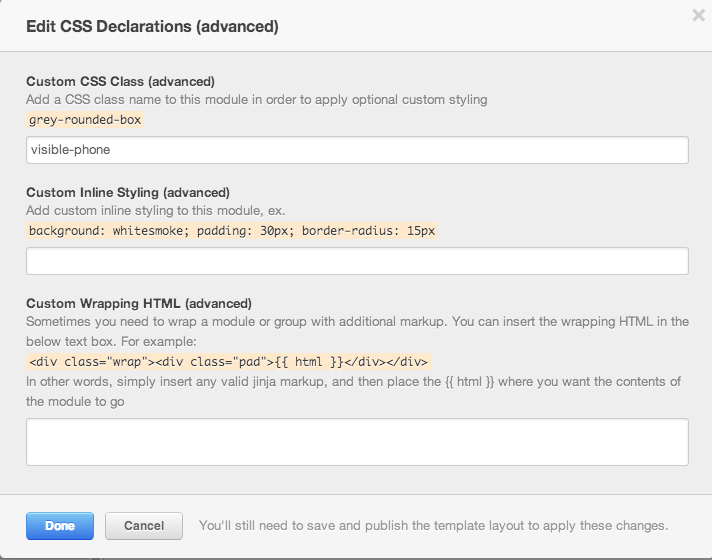 Edit CSS Declarations (advanced)
Custom CSS Class (advanced)
Add a CSS class name to this module in order to apply optional custom styling
grey-rounded-box
visible-phone
Custom Inline Styling (advanced)
Add custom inline styling to this module, ex.
background: whitesmoke; padding: 30px; border-radius: 15px
Custom Wrapping HTML (advanced)
Sometimes you need to wrap a module or group with additional markup. You can insert the wrapping HTML in the
below text box. For example:
<div class="wrap"><div class="pad">{{ html }}</div></div>
In other words, simply insert any valid jinja markup, and then place the {{ html }} where you want the contents of
the module to go
Done Cancel You'll still need to save and publish the template layout to apply these changes.